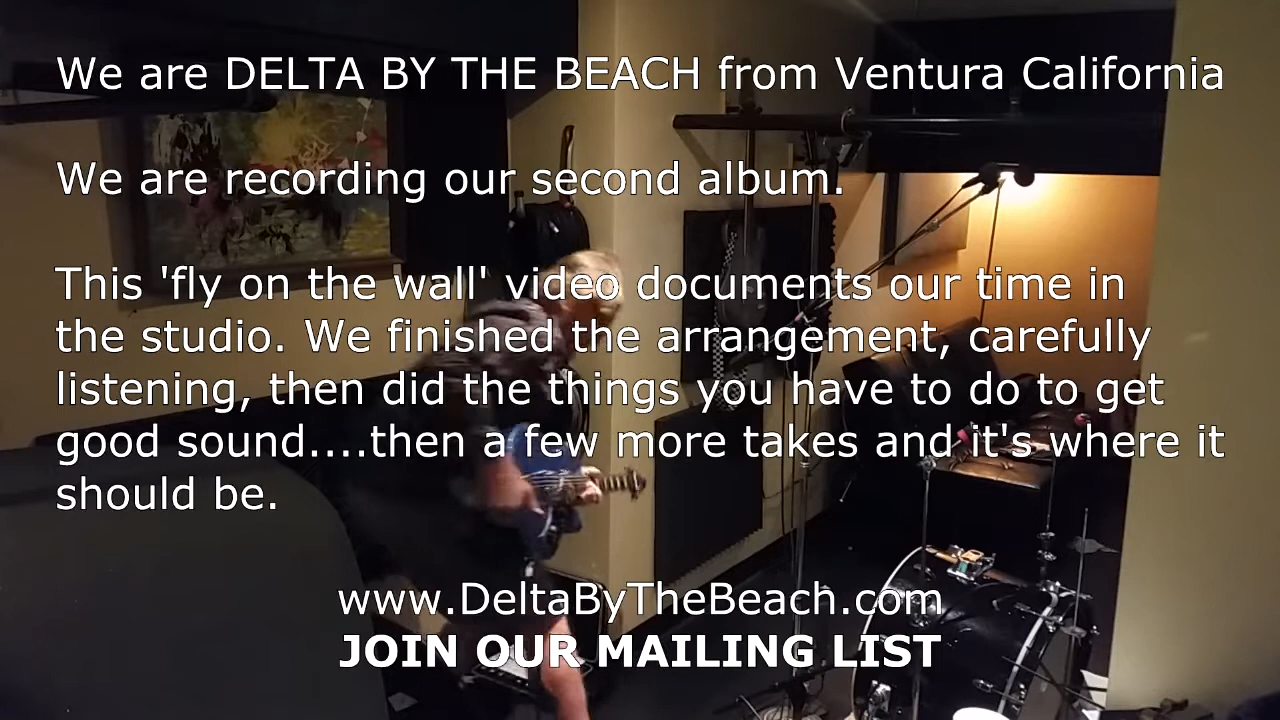 We are DELTA BY THE BEACH from Ventura California
We are recording our second album.
This 'fly on the wall' video documents our time in
the studio. We finished the arrangement, carefully
listening, then did the things you have to do to get
good sound....then a few more takes and it's where it
should be.
www.DeltaByTheBeach.com
JOIN OUR MAILING LIST